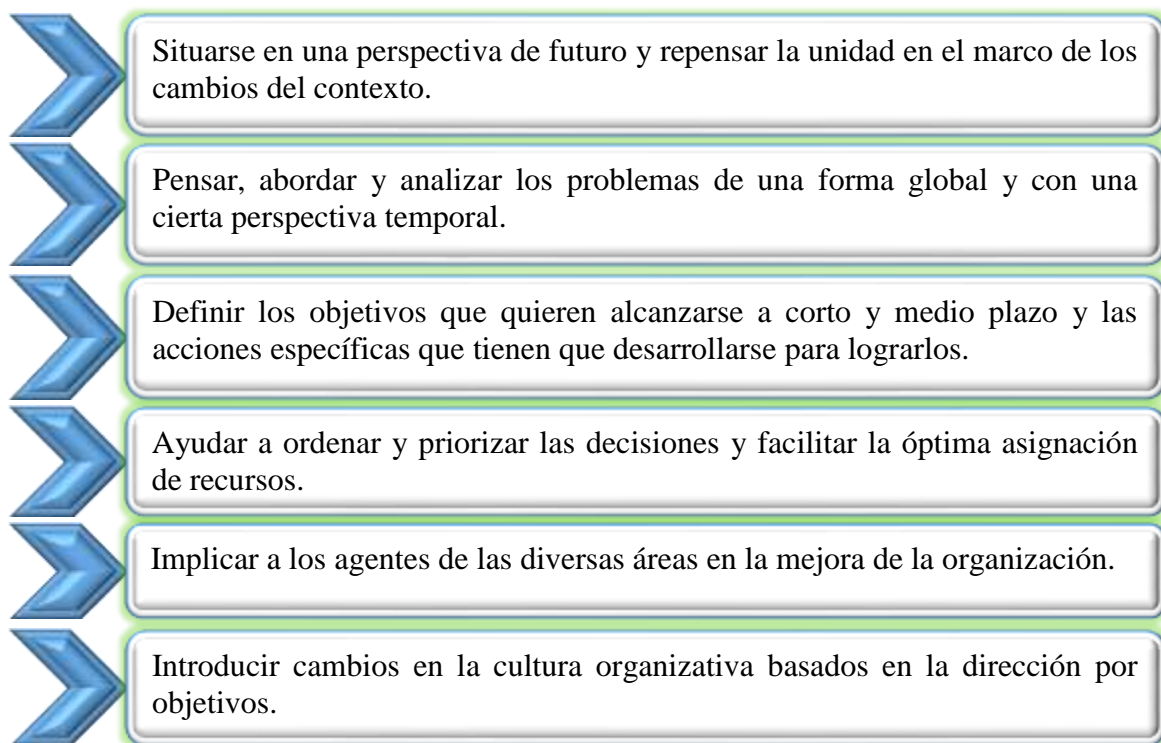 Situarse en una perspectiva de futuro y repensar la unidad en el marco de los
cambios del contexto.
Pensar, abordar y analizar los problemas de una forma global y con una
cierta perspectiva temporal.
Definir los objetivos que quieren alcanzarse a corto y medio plazo y las
acciones específicas que tienen que desarrollarse para lograrlos.
Ayudar a ordenar y priorizar las decisiones y facilitar la óptima asignación
de recursos.
Implicar a los agentes de las diversas áreas en la mejora de la organización.
Introducir cambios en la cultura organizativa basados en la dirección por
objetivos.